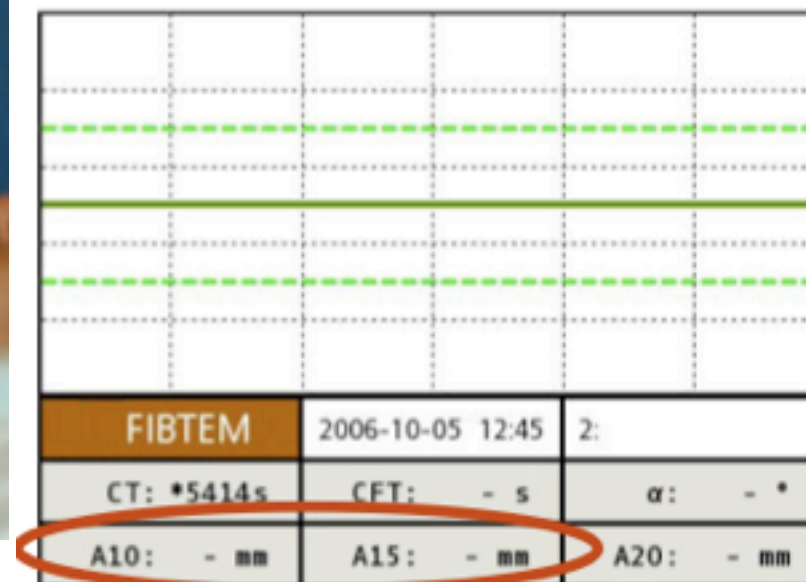 FIBTEM 2006-10-05 12:45 2:
CT: *5414s CFT: - s α: - °
A10: - mm A15: - mm A20: - mm